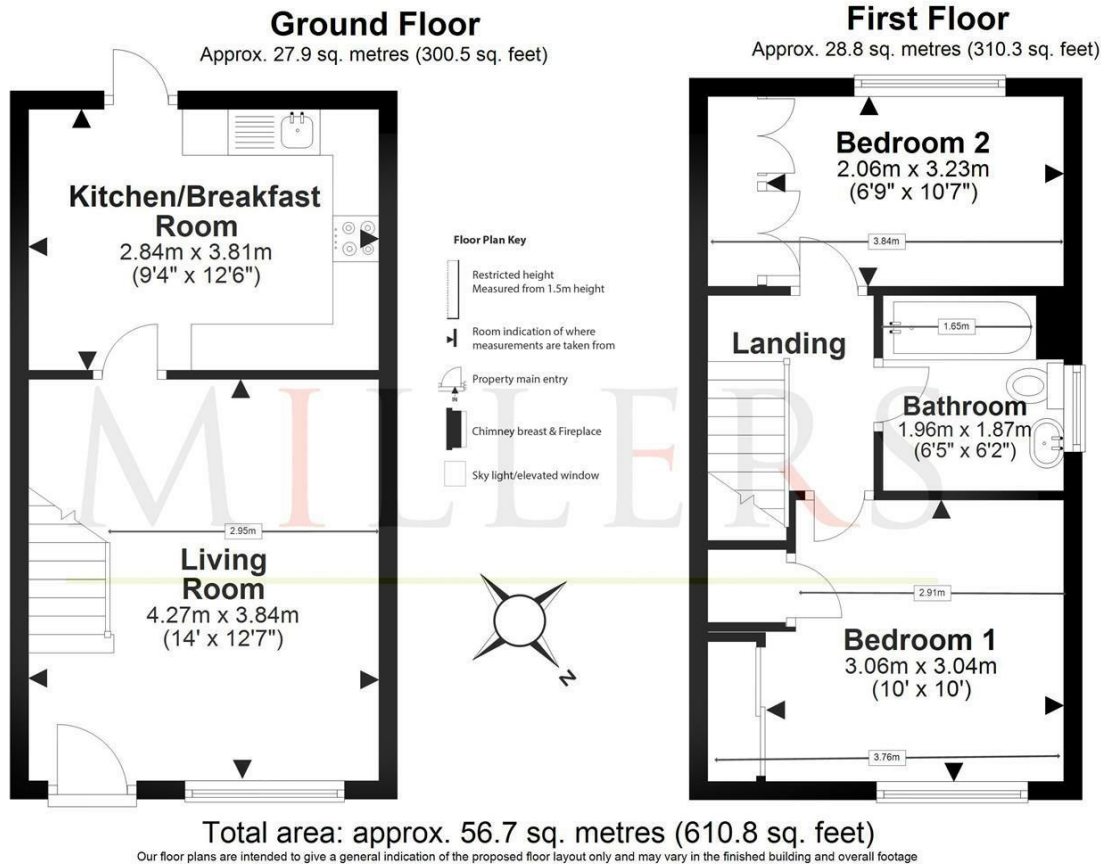 Ground Floor
Approx. 27.9 sq. metres (300.5 sq. feet)
Kitchen/Breakfast
Room
2.84m x 3.81m
(9'4" x 12'6")
2.95m
Living
Room
4.27m x 3.84m
(14' x 12'7")
Floor Plan Key
Restricted height
Measured from 1.5m height
Room indication of where
measurements are taken from
IN
Property main entry
Chimney breast & Fireplace
Sky light/elevated window
N
MILLERS
First Floor
Approx. 28.8 sq. metres (310.3 sq. feet)
Bedroom 2
2.06m x 3.23m
(6'9" x 10'7")
3.84m
Landing
1.65m
Bathroom
1.96m x 1.87m
(6'5" x 6'2")
2.91m
Bedroom 1
3.06m x 3.04m
(10' x 10')
3.76m
Total area: approx. 56.7 sq. metres (610.8 sq. feet)
Our floor plans are intended to give a general indication of the proposed floor layout only and may vary in the finished building and overall footage